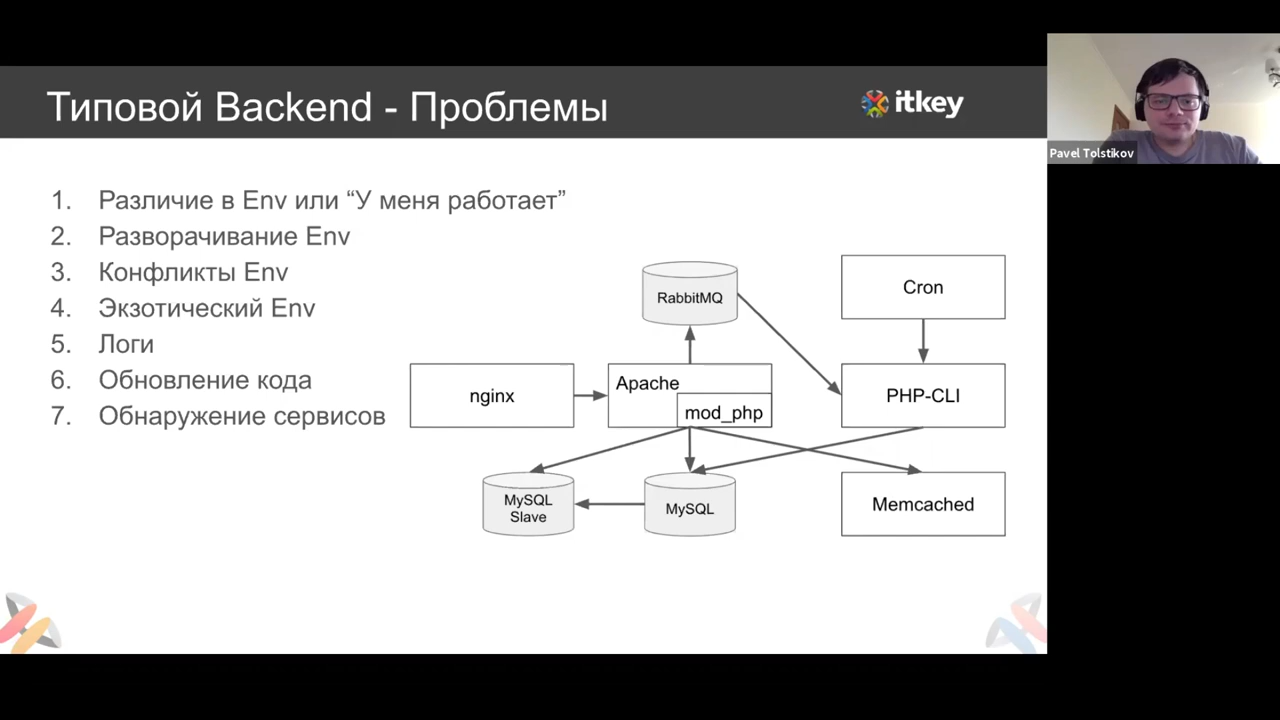 Типовой Backend - Проблемы
itkey
Pavel Tolstikov
1. Различие в Env или “У меня работает”
2. Разворачивание Env
3. Конфликты Env
4. Экзотический Env
5. Логи
6. Обновление кода
7. Обнаружение сервисов
RabbitMQ
Cron
nginx
Apache
mod_php
PHP-CLI
MySQL
Slave
MySQL
Memcached